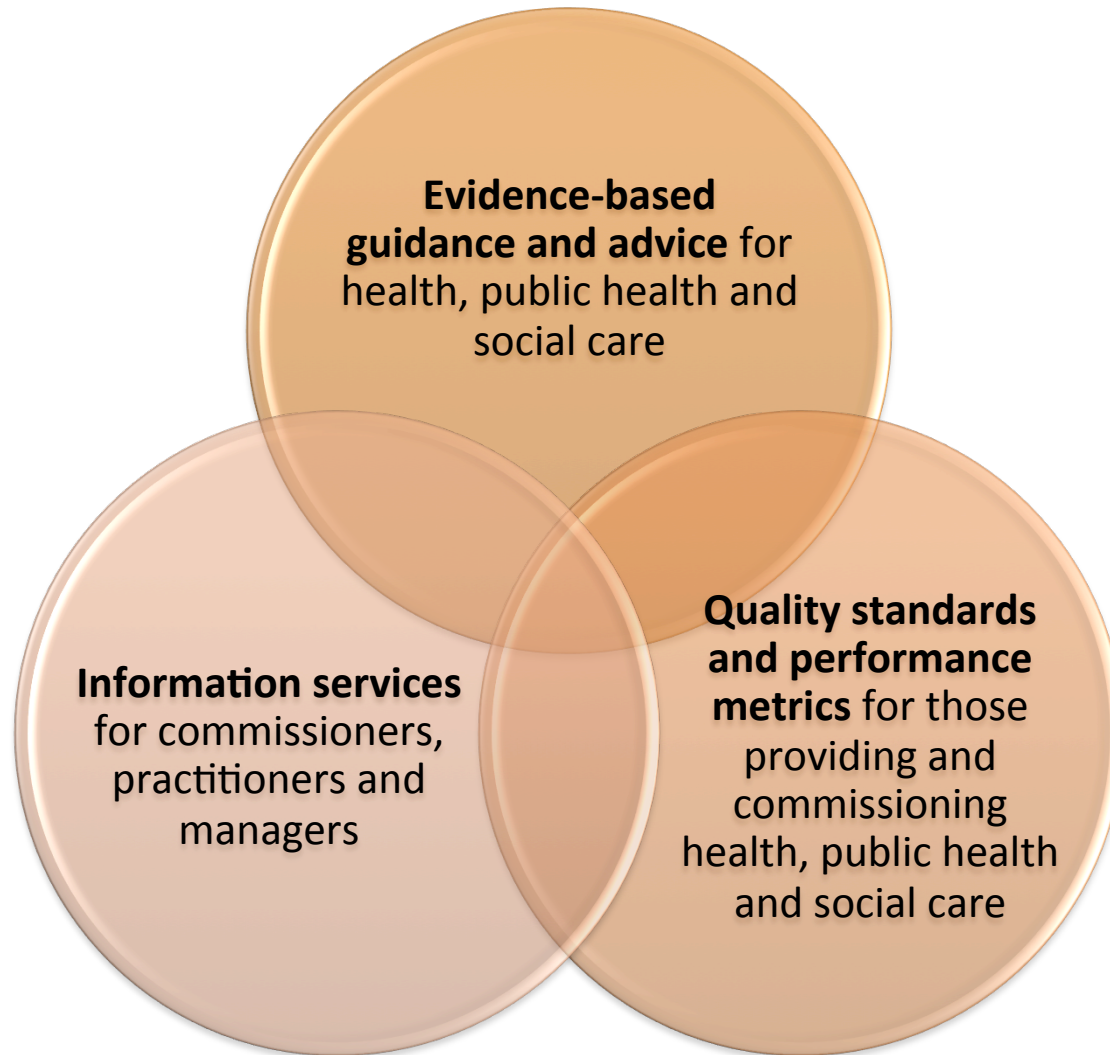 Evidence-based
guidance and advice for
health, public health and
social care
Information services
for commissioners,
practitioners and
managers
Quality standards
and performance
metrics for those
providing and
commissioning
health, public health
and social care